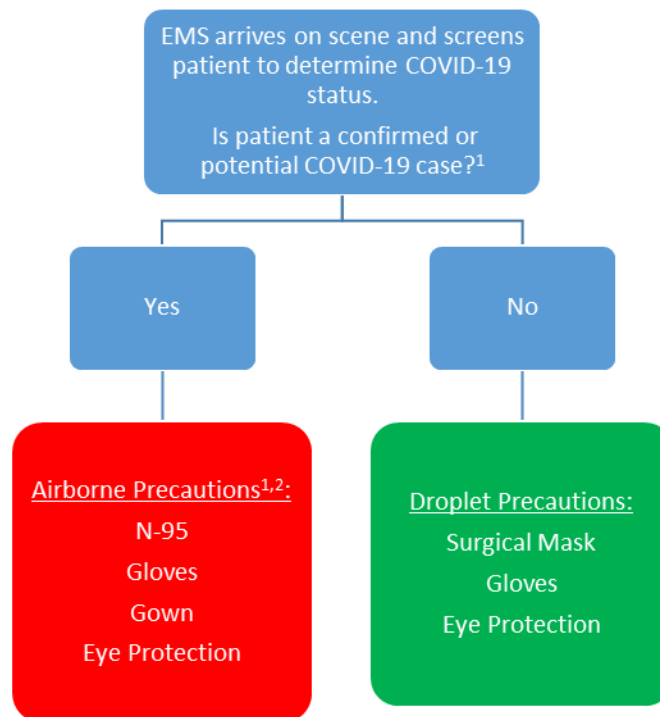 EMS arrives on scene and screens
patient to determine COVID-19
status.
Is patient a confirmed or
potential COVID-19 case?¹
Yes
No
Airborne Precautions¹,²:
N-95
Gloves
Gown
Eye Protection
Droplet Precautions:
Surgical Mask
Gloves
Eye Protection